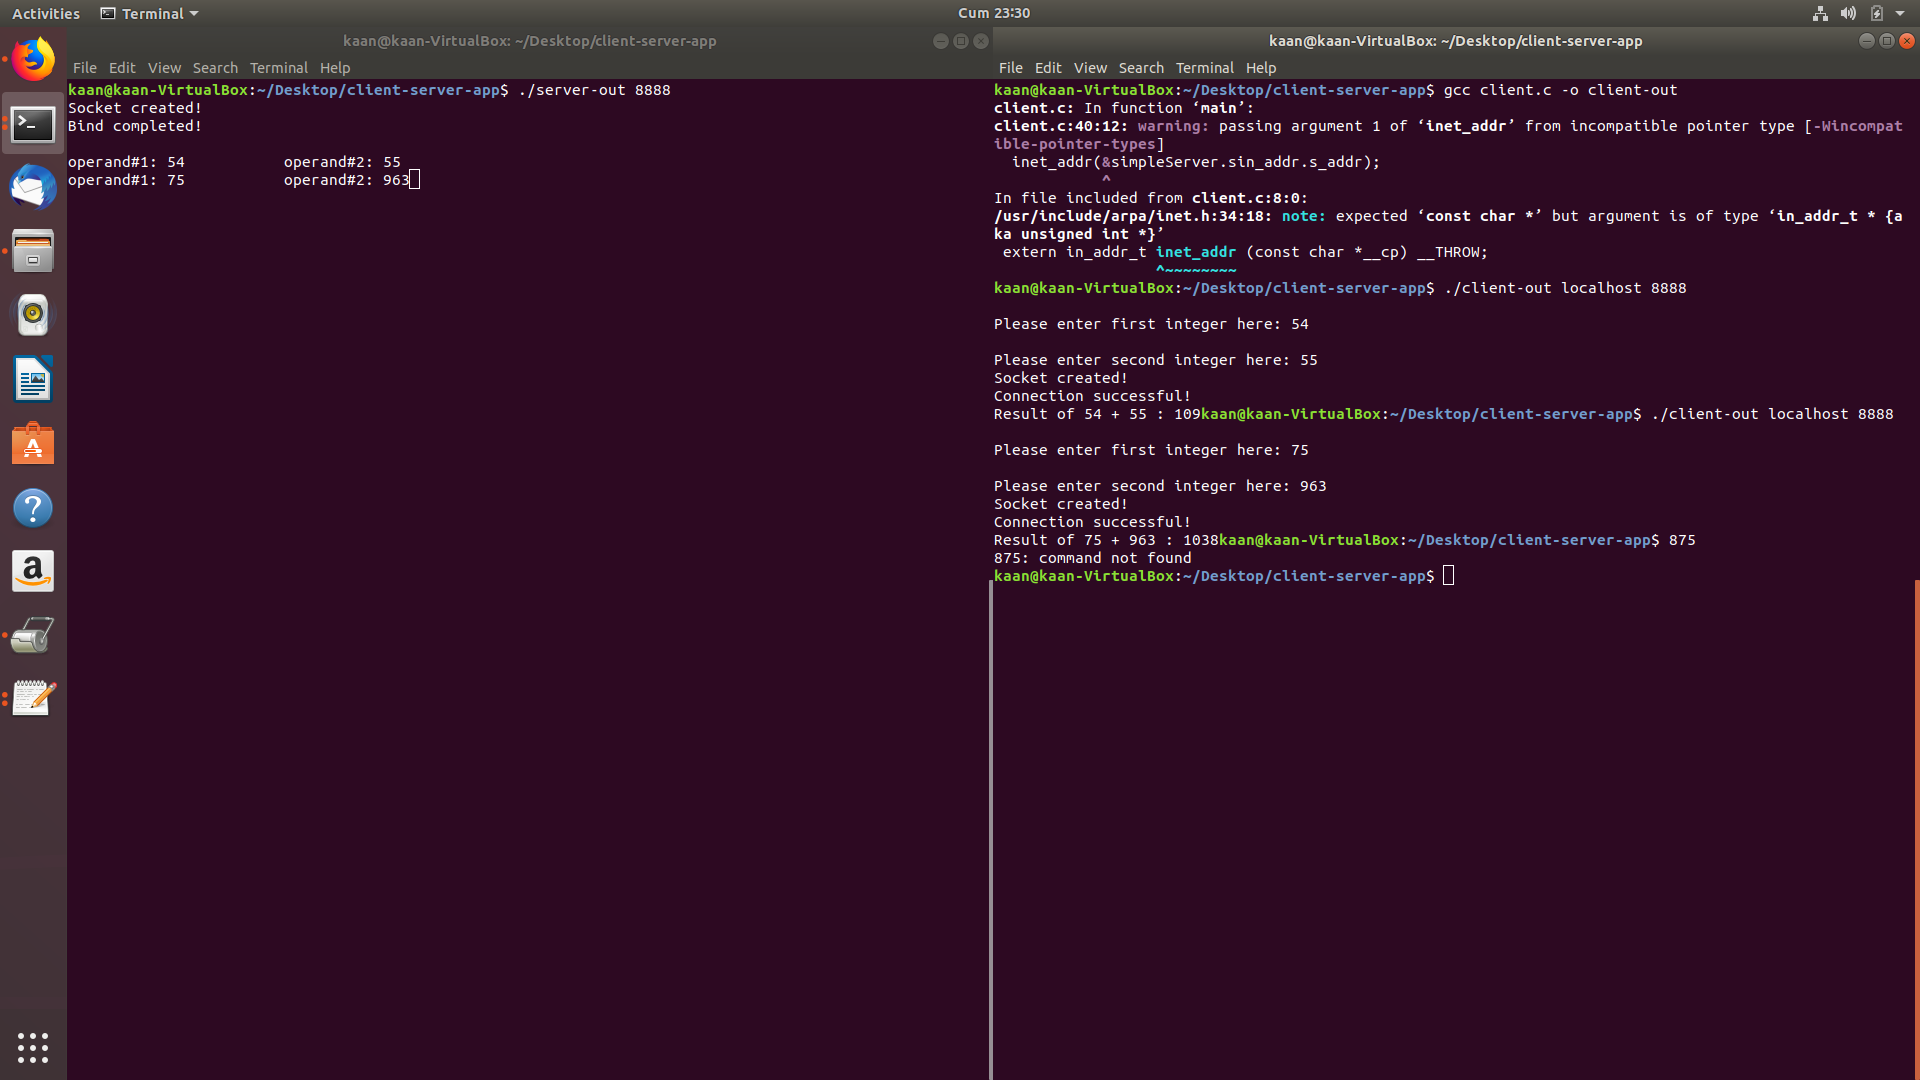 Activities Terminal Cum 23:30
kaan@kaan-VirtualBox: ~/Desktop/client-server-app
File Edit View Search Terminal Help
kaan@kaan-VirtualBox:~/Desktop/client-server-app$ ./server-out 8888
Socket created!
Bind completed!
operand#1: 54 operand#2: 55
operand#1: 75 operand#2: 963
kaan@kaan-VirtualBox: ~/Desktop/client-server-app
File Edit View Search Terminal Help
kaan@kaan-VirtualBox:~/Desktop/client-server-app$ gcc client.c -o client-out
client.c: In function ‘main’:
client.c:40:12: warning: passing argument 1 of ‘inet_addr’ from incompatible pointer type [-Wincompat
ible-pointer-types]
inet_addr(&simpleServer.sin_addr.s_addr);
^
In file included from client.c:8:0:
/usr/include/arpa/inet.h:34:18: note: expected ‘const char *’ but argument is of type ‘in_addr_t * {a
ka unsigned int *}’
extern in_addr_t inet_addr (const char *__cp) __THROW;
^~~~~~~~~
kaan@kaan-VirtualBox:~/Desktop/client-server-app$ ./client-out localhost 8888
Please enter first integer here: 54
Please enter second integer here: 55
Socket created!
Connection successful!
Result of 54 + 55 : 109kaan@kaan-VirtualBox:~/Desktop/client-server-app$ ./client-out localhost 8888
Please enter first integer here: 75
Please enter second integer here: 963
Socket created!
Connection successful!
Result of 75 + 963 : 1038kaan@kaan-VirtualBox:~/Desktop/client-server-app$ 875
875: command not found
kaan@kaan-VirtualBox:~/Desktop/client-server-app$